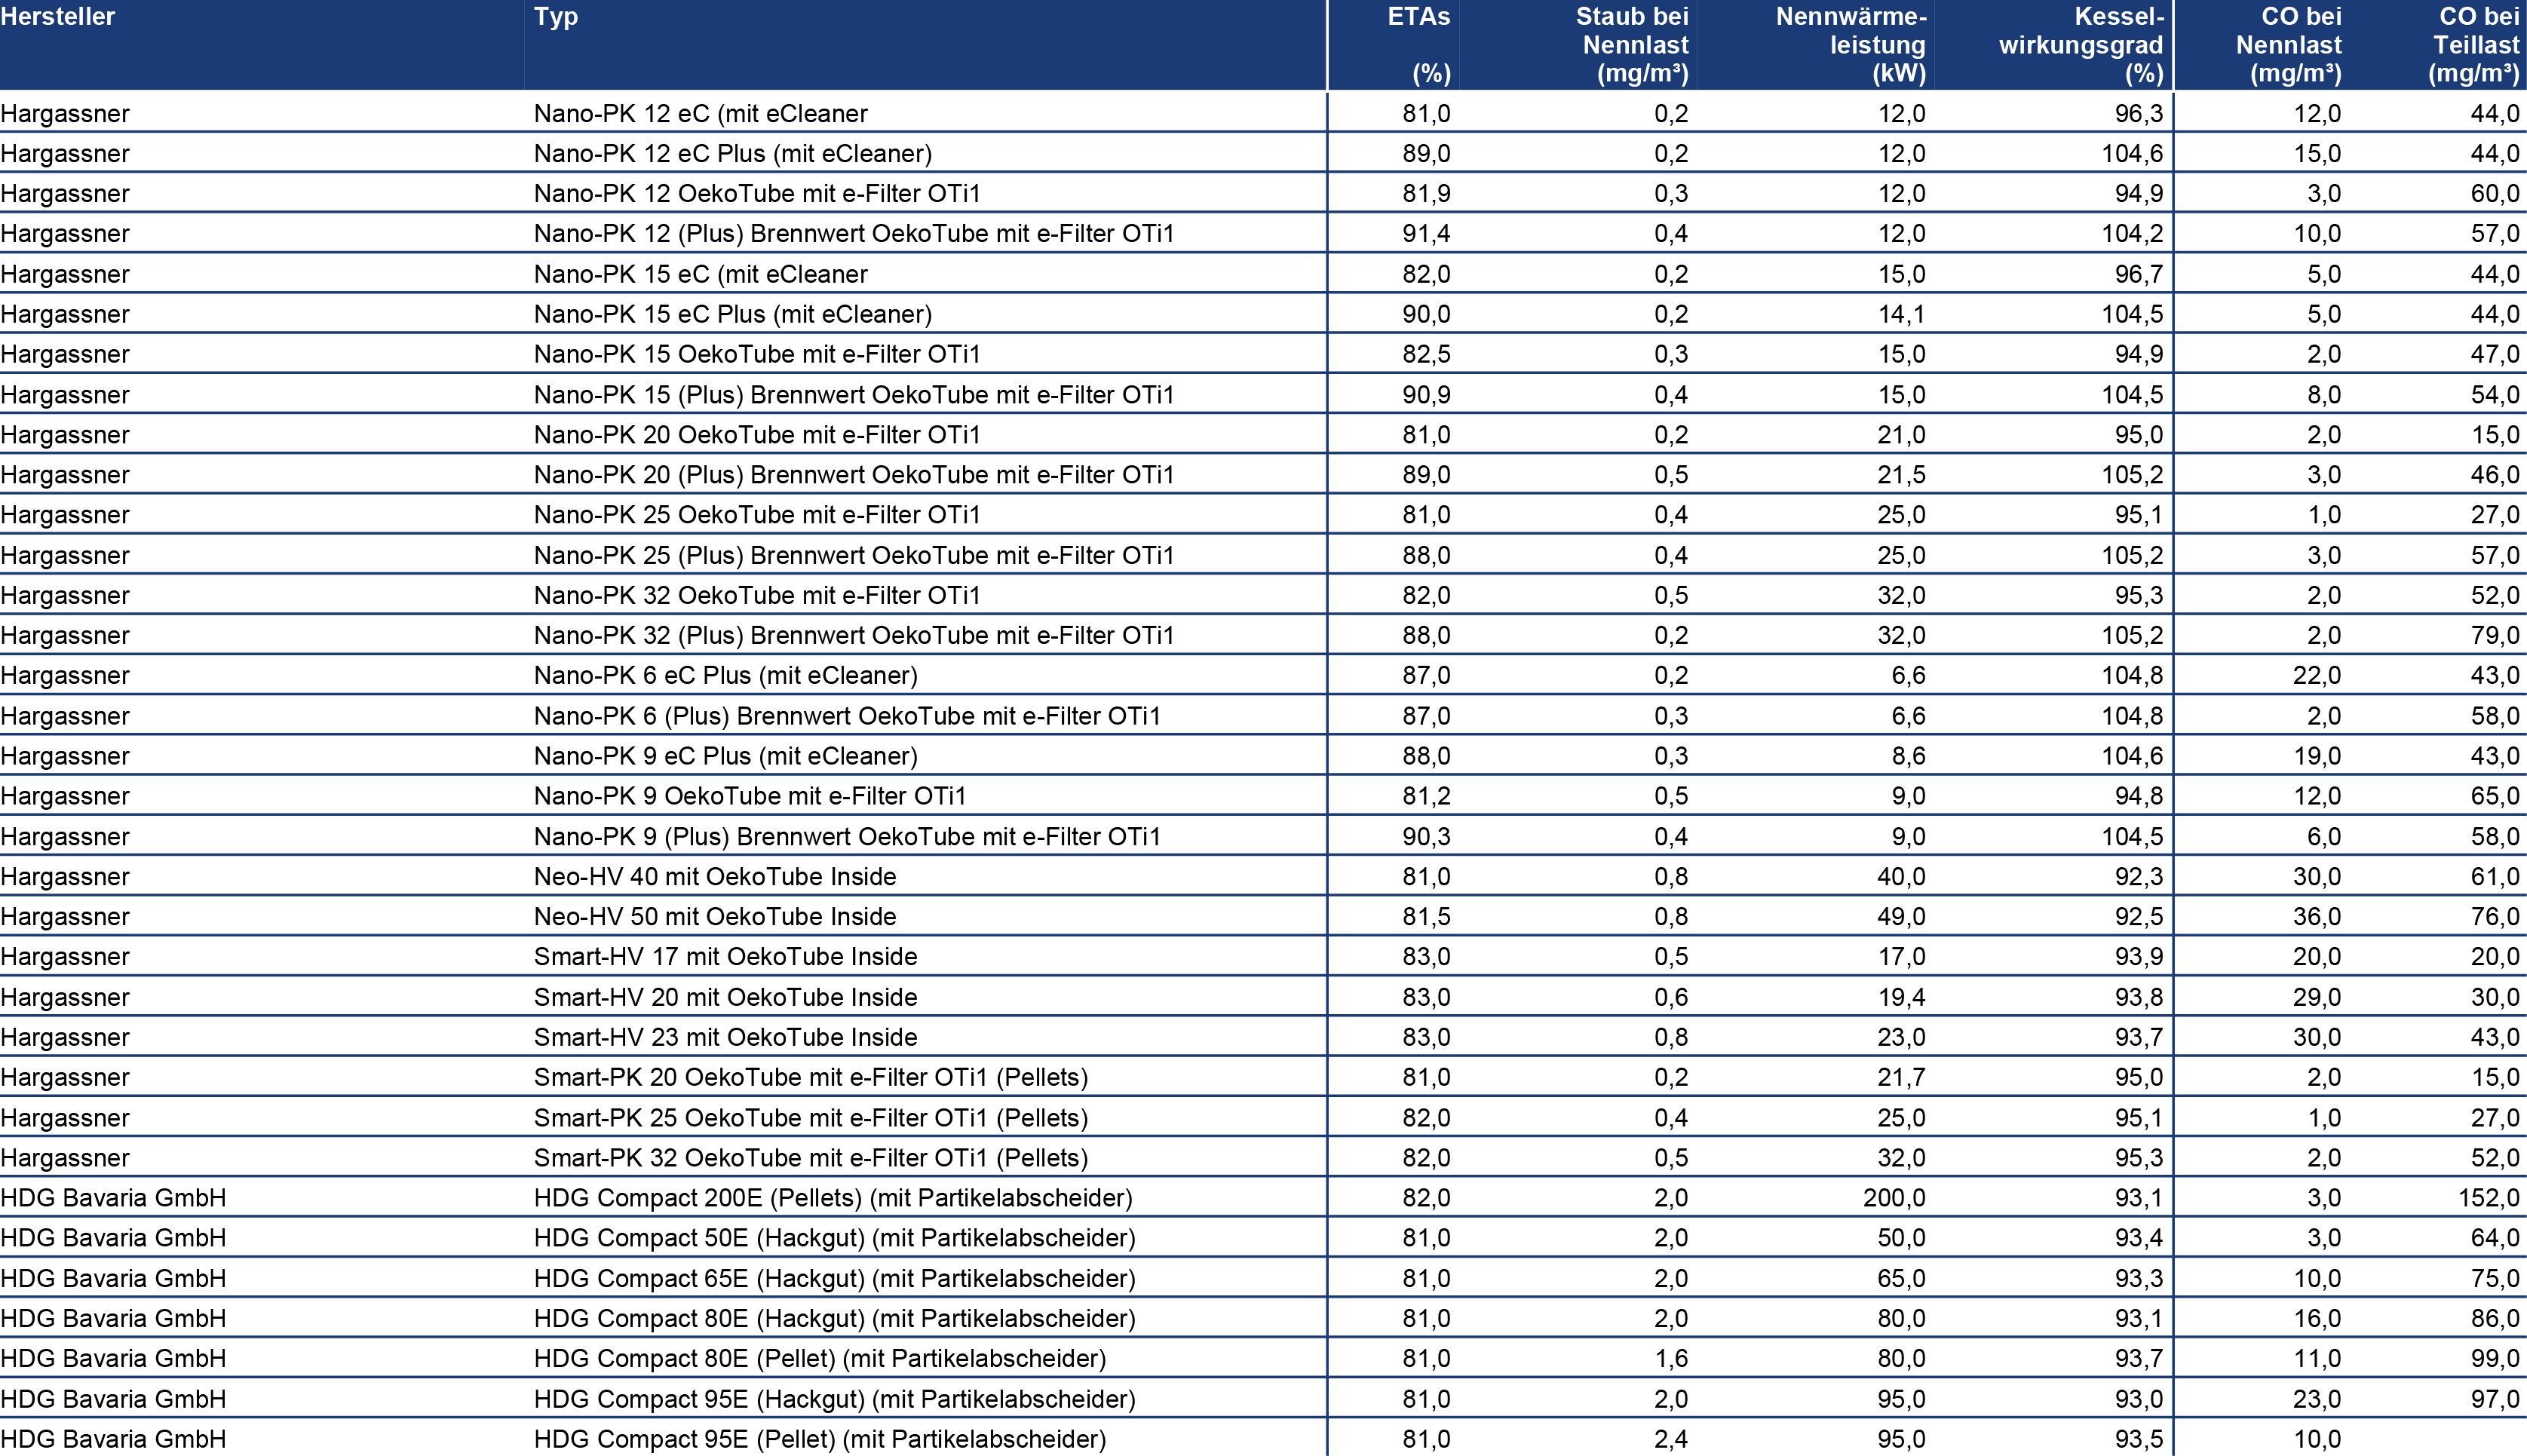 Hersteller Typ ETAs (%) Staub bei Nennlast (mg/m³) Nennwärme-leistung (kW) Kessel-wirkungsgrad (%) CO bei Nennlast (mg/m³) CO bei Teillast (mg/m³)
Hargassner Nano-PK 12 eC (mit eCleaner 81,0 0,2 12,0 96,3 12,0 44,0
Hargassner Nano-PK 12 eC Plus (mit eCleaner) 89,0 0,2 12,0 104,6 15,0 44,0
Hargassner Nano-PK 12 OekoTube mit e-Filter OTi1 81,9 0,3 12,0 94,9 3,0 60,0
Hargassner Nano-PK 12 (Plus) Brennwert OekoTube mit e-Filter OTi1 91,4 0,4 12,0 104,2 10,0 57,0
Hargassner Nano-PK 15 eC (mit eCleaner 82,0 0,2 15,0 96,7 5,0 44,0
Hargassner Nano-PK 15 eC Plus (mit eCleaner) 90,0 0,2 14,1 104,5 5,0 44,0
Hargassner Nano-PK 15 OekoTube mit e-Filter OTi1 82,5 0,3 15,0 94,9 2,0 47,0
Hargassner Nano-PK 15 (Plus) Brennwert OekoTube mit e-Filter OTi1 90,9 0,4 15,0 104,5 8,0 54,0
Hargassner Nano-PK 20 OekoTube mit e-Filter OTi1 81,0 0,2 21,0 95,0 2,0 15,0
Hargassner Nano-PK 20 (Plus) Brennwert OekoTube mit e-Filter OTi1 89,0 0,5 21,5 105,2 3,0 46,0
Hargassner Nano-PK 25 OekoTube mit e-Filter OTi1 81,0 0,4 25,0 95,1 1,0 27,0
Hargassner Nano-PK 25 (Plus) Brennwert OekoTube mit e-Filter OTi1 88,0 0,4 25,0 105,2 3,0 57,0
Hargassner Nano-PK 32 OekoTube mit e-Filter OTi1 82,0 0,5 32,0 95,3 2,0 52,0
Hargassner Nano-PK 32 (Plus) Brennwert OekoTube mit e-Filter OTi1 88,0 0,2 32,0 105,2 2,0 79,0
Hargassner Nano-PK 6 eC Plus (mit eCleaner) 87,0 0,2 6,6 104,8 22,0 43,0
Hargassner Nano-PK 6 (Plus) Brennwert OekoTube mit e-Filter OTi1 87,0 0,3 6,6 104,8 2,0 58,0
Hargassner Nano-PK 9 eC Plus (mit eCleaner) 88,0 0,3 8,6 104,6 19,0 43,0
Hargassner Nano-PK 9 OekoTube mit e-Filter OTi1 81,2 0,5 9,0 94,8 12,0 65,0
Hargassner Nano-PK 9 (Plus) Brennwert OekoTube mit e-Filter OTi1 90,3 0,4 9,0 104,5 6,0 58,0
Hargassner Neo-HV 40 mit OekoTube Inside 81,0 0,8 40,0 92,3 30,0 61,0
Hargassner Neo-HV 50 mit OekoTube Inside 81,5 0,8 49,0 92,5 36,0 76,0
Hargassner Smart-HV 17 mit OekoTube Inside 83,0 0,5 17,0 93,9 20,0 20,0
Hargassner Smart-HV 20 mit OekoTube Inside 83,0 0,6 19,4 93,8 29,0 30,0
Hargassner Smart-HV 23 mit OekoTube Inside 83,0 0,8 23,0 93,7 30,0 43,0
Hargassner Smart-PK 20 OekoTube mit e-Filter OTi1 (Pellets) 81,0 0,2 21,7 95,0 2,0 15,0
Hargassner Smart-PK 25 OekoTube mit e-Filter OTi1 (Pellets) 82,0 0,4 25,0 95,1 1,0 27,0
Hargassner Smart-PK 32 OekoTube mit e-Filter OTi1 (Pellets) 82,0 0,5 32,0 95,3 2,0 52,0
HDG Bavaria GmbH HDG Compact 200E (Pellets) (mit Partikelabscheider) 82,0 2,0 200,0 93,1 3,0 152,0
HDG Bavaria GmbH HDG Compact 50E (Hackgut) (mit Partikelabscheider) 81,0 2,0 50,0 93,4 3,0 64,0
HDG Bavaria GmbH HDG Compact 65E (Hackgut) (mit Partikelabscheider) 81,0 2,0 65,0 93,3 10,0 75,0
HDG Bavaria GmbH HDG Compact 80E (Hackgut) (mit Partikelabscheider) 81,0 2,0 80,0 93,1 16,0 86,0
HDG Bavaria GmbH HDG Compact 80E (Pellet) (mit Partikelabscheider) 81,0 1,6 80,0 93,7 11,0 99,0
HDG Bavaria GmbH HDG Compact 95E (Hackgut) (mit Partikelabscheider) 81,0 2,0 95,0 93,0 23,0 97,0
HDG Bavaria GmbH HDG Compact 95E (Pellet) (mit Partikelabscheider) 81,0 2,4 95,0 93,5 10,0